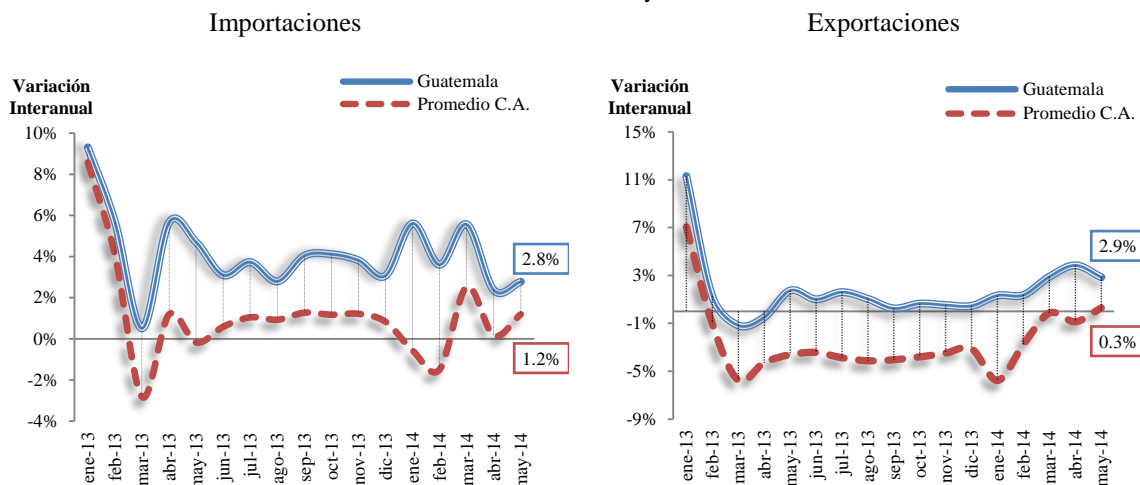 Importaciones
Variación
Interanual
Guatemala
Promedio C.A.
10%
8%
6%
4%
2%
0%
-2%
-4%
2.8%
1.2%
ene-13
feb-13
mar-13
abr-13
may-13
jun-13
jul-13
ago-13
sep-13
oct-13
nov-13
dic-13
ene-14
feb-14
mar-14
abr-14
may-14
Exportaciones
Variación
Interanual
Guatemala
Promedio C.A.
15%
11%
7%
3%
-1%
-5%
-9%
2.9%
0.3%
ene-13
feb-13
mar-13
abr-13
may-13
jun-13
jul-13
ago-13
sep-13
oct-13
nov-13
dic-13
ene-14
feb-14
mar-14
abr-14
may-14